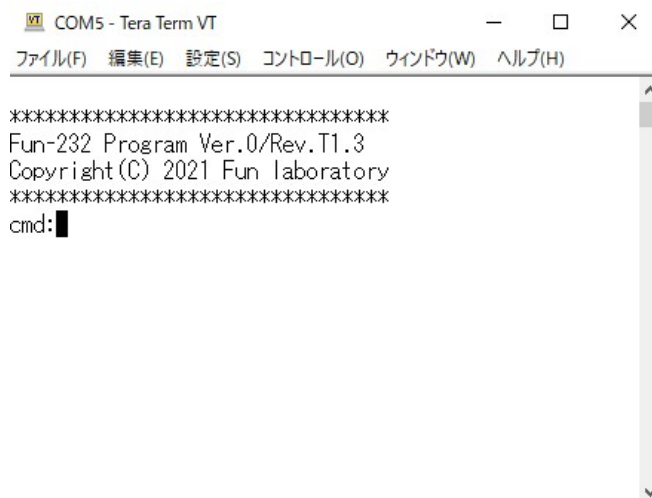 COM5 - Tera Term VT
ファイル(F) 編集(E) 設定(S) コントロール(O) ウィンドウ(W) ヘルプ(H)
********************************
Fun-232 Program Ver.0/Rev.T1.3
Copyright(C) 2021 Fun laboratory
********************************
cmd: